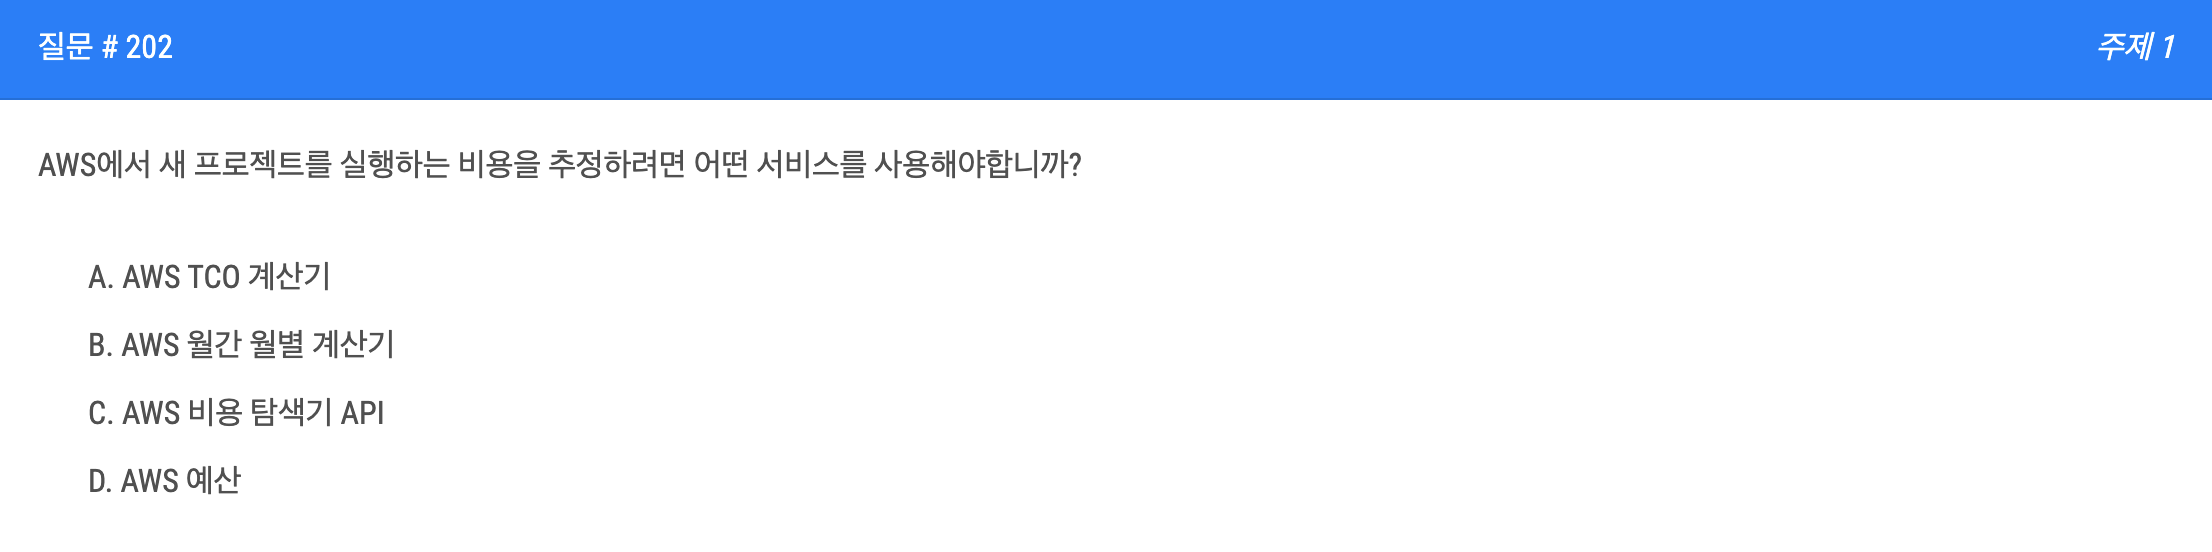 질문 # 202
주제 1
AWS에서 새 프로젝트를 실행하는 비용을 추정하려면 어떤 서비스를 사용해야합니까?
A. AWS TCO 계산기
B. AWS 월간 월별 계산기
C. AWS 비용 탐색기 API
D. AWS 예산